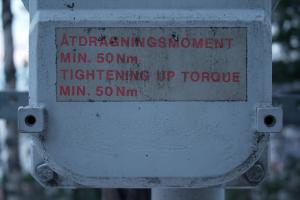 ÅTDRAGNINGSMOMENT
MIN. 50 Nm
TIGHTENING UP TORQUE
MIN. 50 Nm